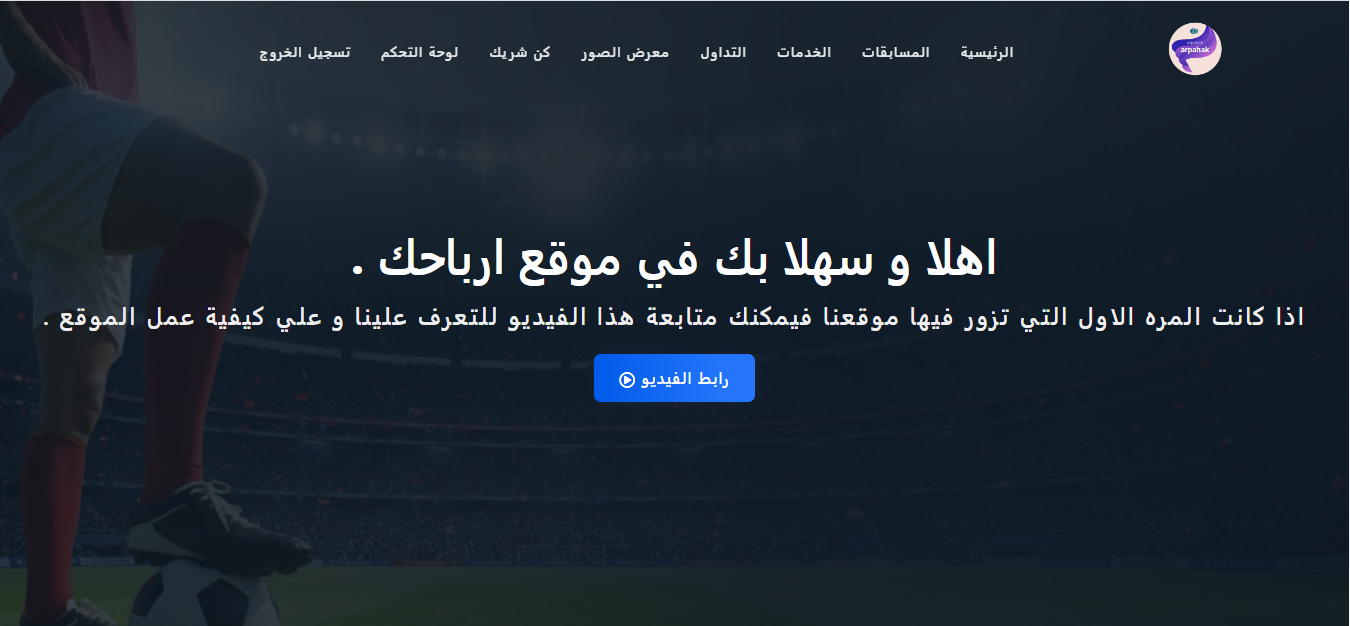 arpahak
الرئيسية
المسابقات
الخدمات
التداول
معرض الصور
كن شريك
لوحة التحكم
تسجيل الخروج
اهلا و سهلا بك في موقع ارباحك .
اذا كانت المره الاول التي تزور فيها موقعنا فيمكنك متابعة هذا الفيديو للتعرف علينا و علي كيفية عمل الموقع .
رابط الفيديو